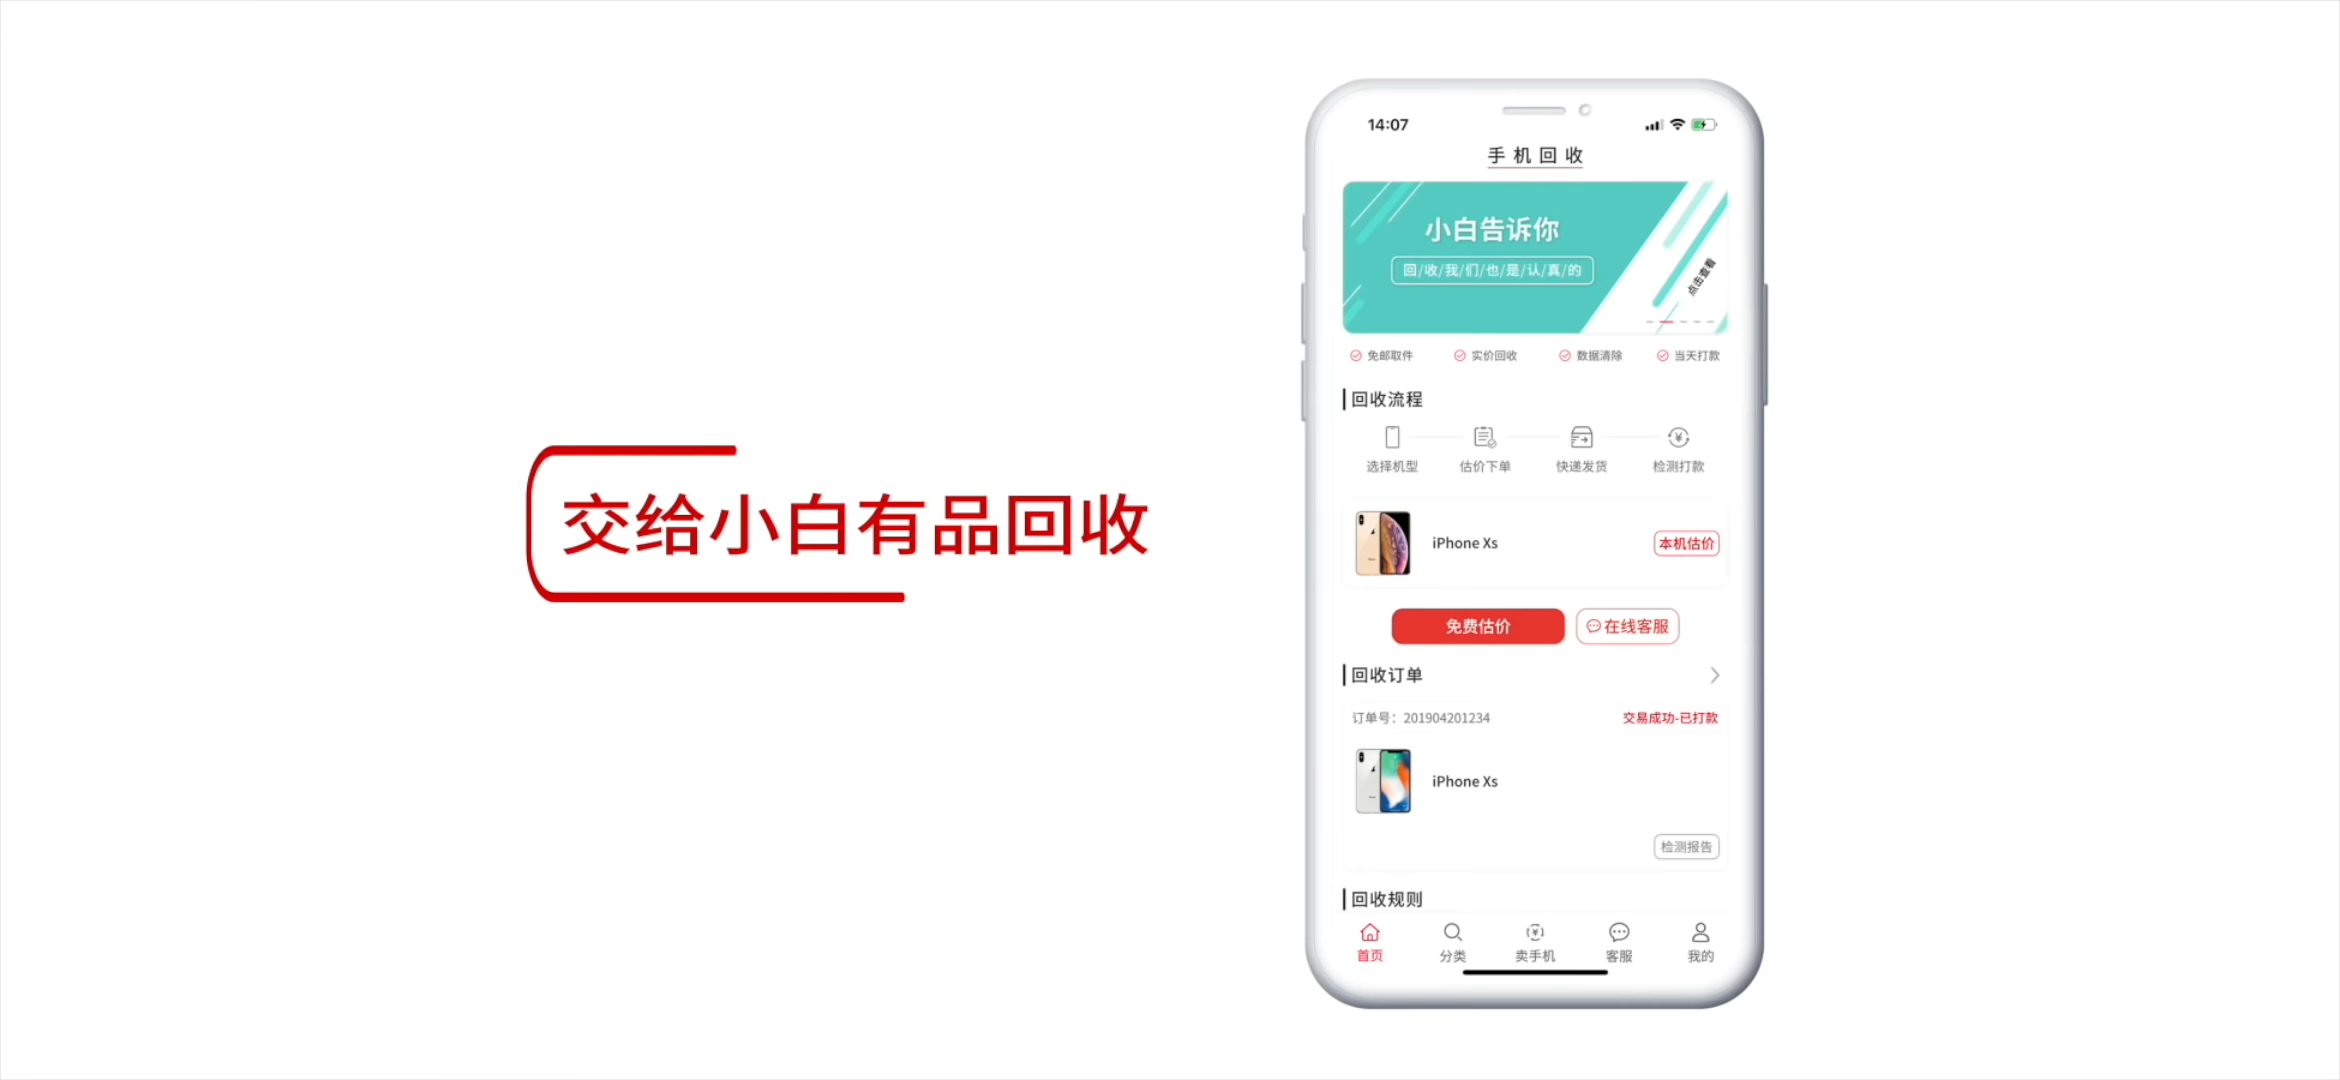 交给小白有品回收
14:07
手机回收
小白告诉你
回/收/我/们/也/是/认/真/的
点击查看
免邮取件 实价回收 数据清除 当天打款
回收流程
选择机型 估价下单 快递发货 检测打款
iPhone Xs 本机估价
免费估价 在线客服
回收订单
订单号：201904201234 交易成功-已打款
iPhone Xs
检测报告
回收规则
首页 分类 卖手机 客服 我的